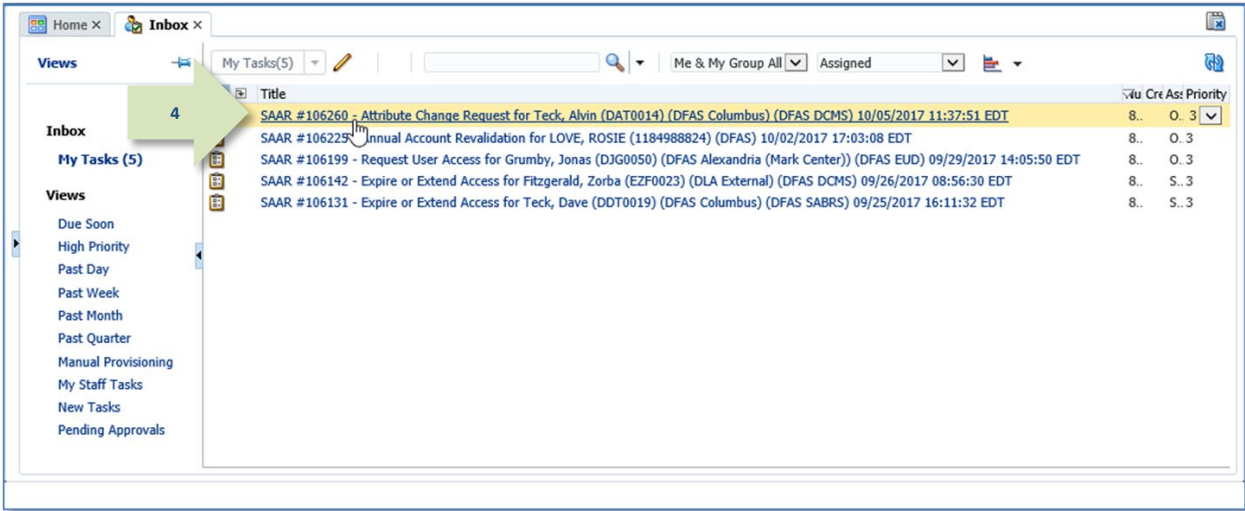 Home × Inbox ×
Views My Tasks(5) Me & My Group All Assigned
4
Title Nu Cre Ass Priority
SAAR #106260 - Attribute Change Request for Teck, Alvin (DAT0014) (DFAS Columbus) (DFAS DCMS) 10/05/2017 11:37:51 EDT 8.. O.. 3
Inbox
SAAR #106225 - Annual Account Revalidation for LOVE, ROSIE (1184988824) (DFAS) 10/02/2017 17:03:08 EDT 8.. O.. 3
My Tasks (5)
SAAR #106199 - Request User Access for Grumby, Jonas (DJG0050) (DFAS Alexandria (Mark Center)) (DFAS EUD) 09/29/2017 14:05:50 EDT 8.. O.. 3
SAAR #106142 - Expire or Extend Access for Fitzgerald, Zorba (EZF0023) (DLA External) (DFAS DCMS) 09/26/2017 08:56:30 EDT 8.. S.. 3
Views
SAAR #106131 - Expire or Extend Access for Teck, Dave (DDT0019) (DFAS Columbus) (DFAS SABRS) 09/25/2017 16:11:32 EDT 8.. S.. 3
Due Soon
High Priority
Past Day
Past Week
Past Month
Past Quarter
Manual Provisioning
My Staff Tasks
New Tasks
Pending Approvals